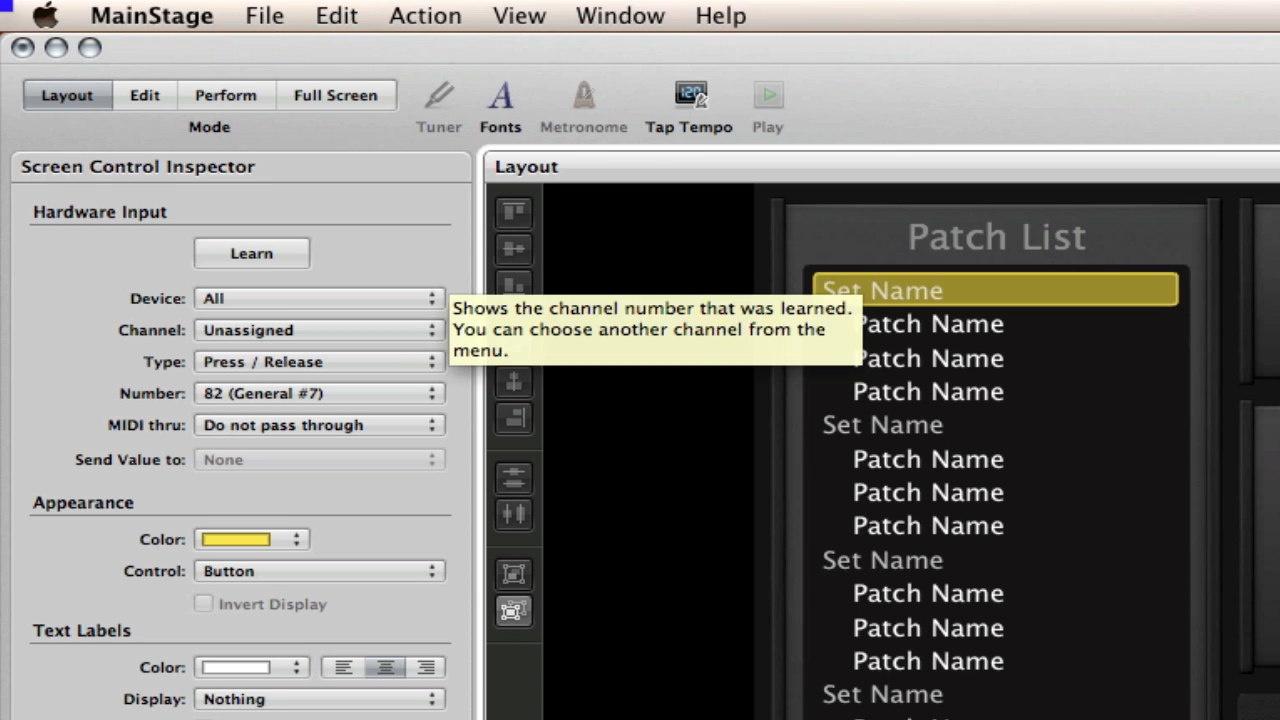 MainStage File Edit Action View Window Help
Layout Edit Perform Full Screen
Mode
Tuner Fonts Metronome Tap Tempo Play
120
Screen Control Inspector
Hardware Input
Learn
Device: All
Channel: Unassigned
Type: Press / Release
Number: 82 (General #7)
MIDI thru: Do not pass through
Send Value to: None
Appearance
Color:
Control: Button
Invert Display
Text Labels
Color:
Display: Nothing
Layout
Shows the channel number that was learned.
You can choose another channel from the
menu.
Patch List
Set Name
Patch Name
Patch Name
Patch Name
Set Name
Patch Name
Patch Name
Patch Name
Set Name
Patch Name
Patch Name
Patch Name
Set Name